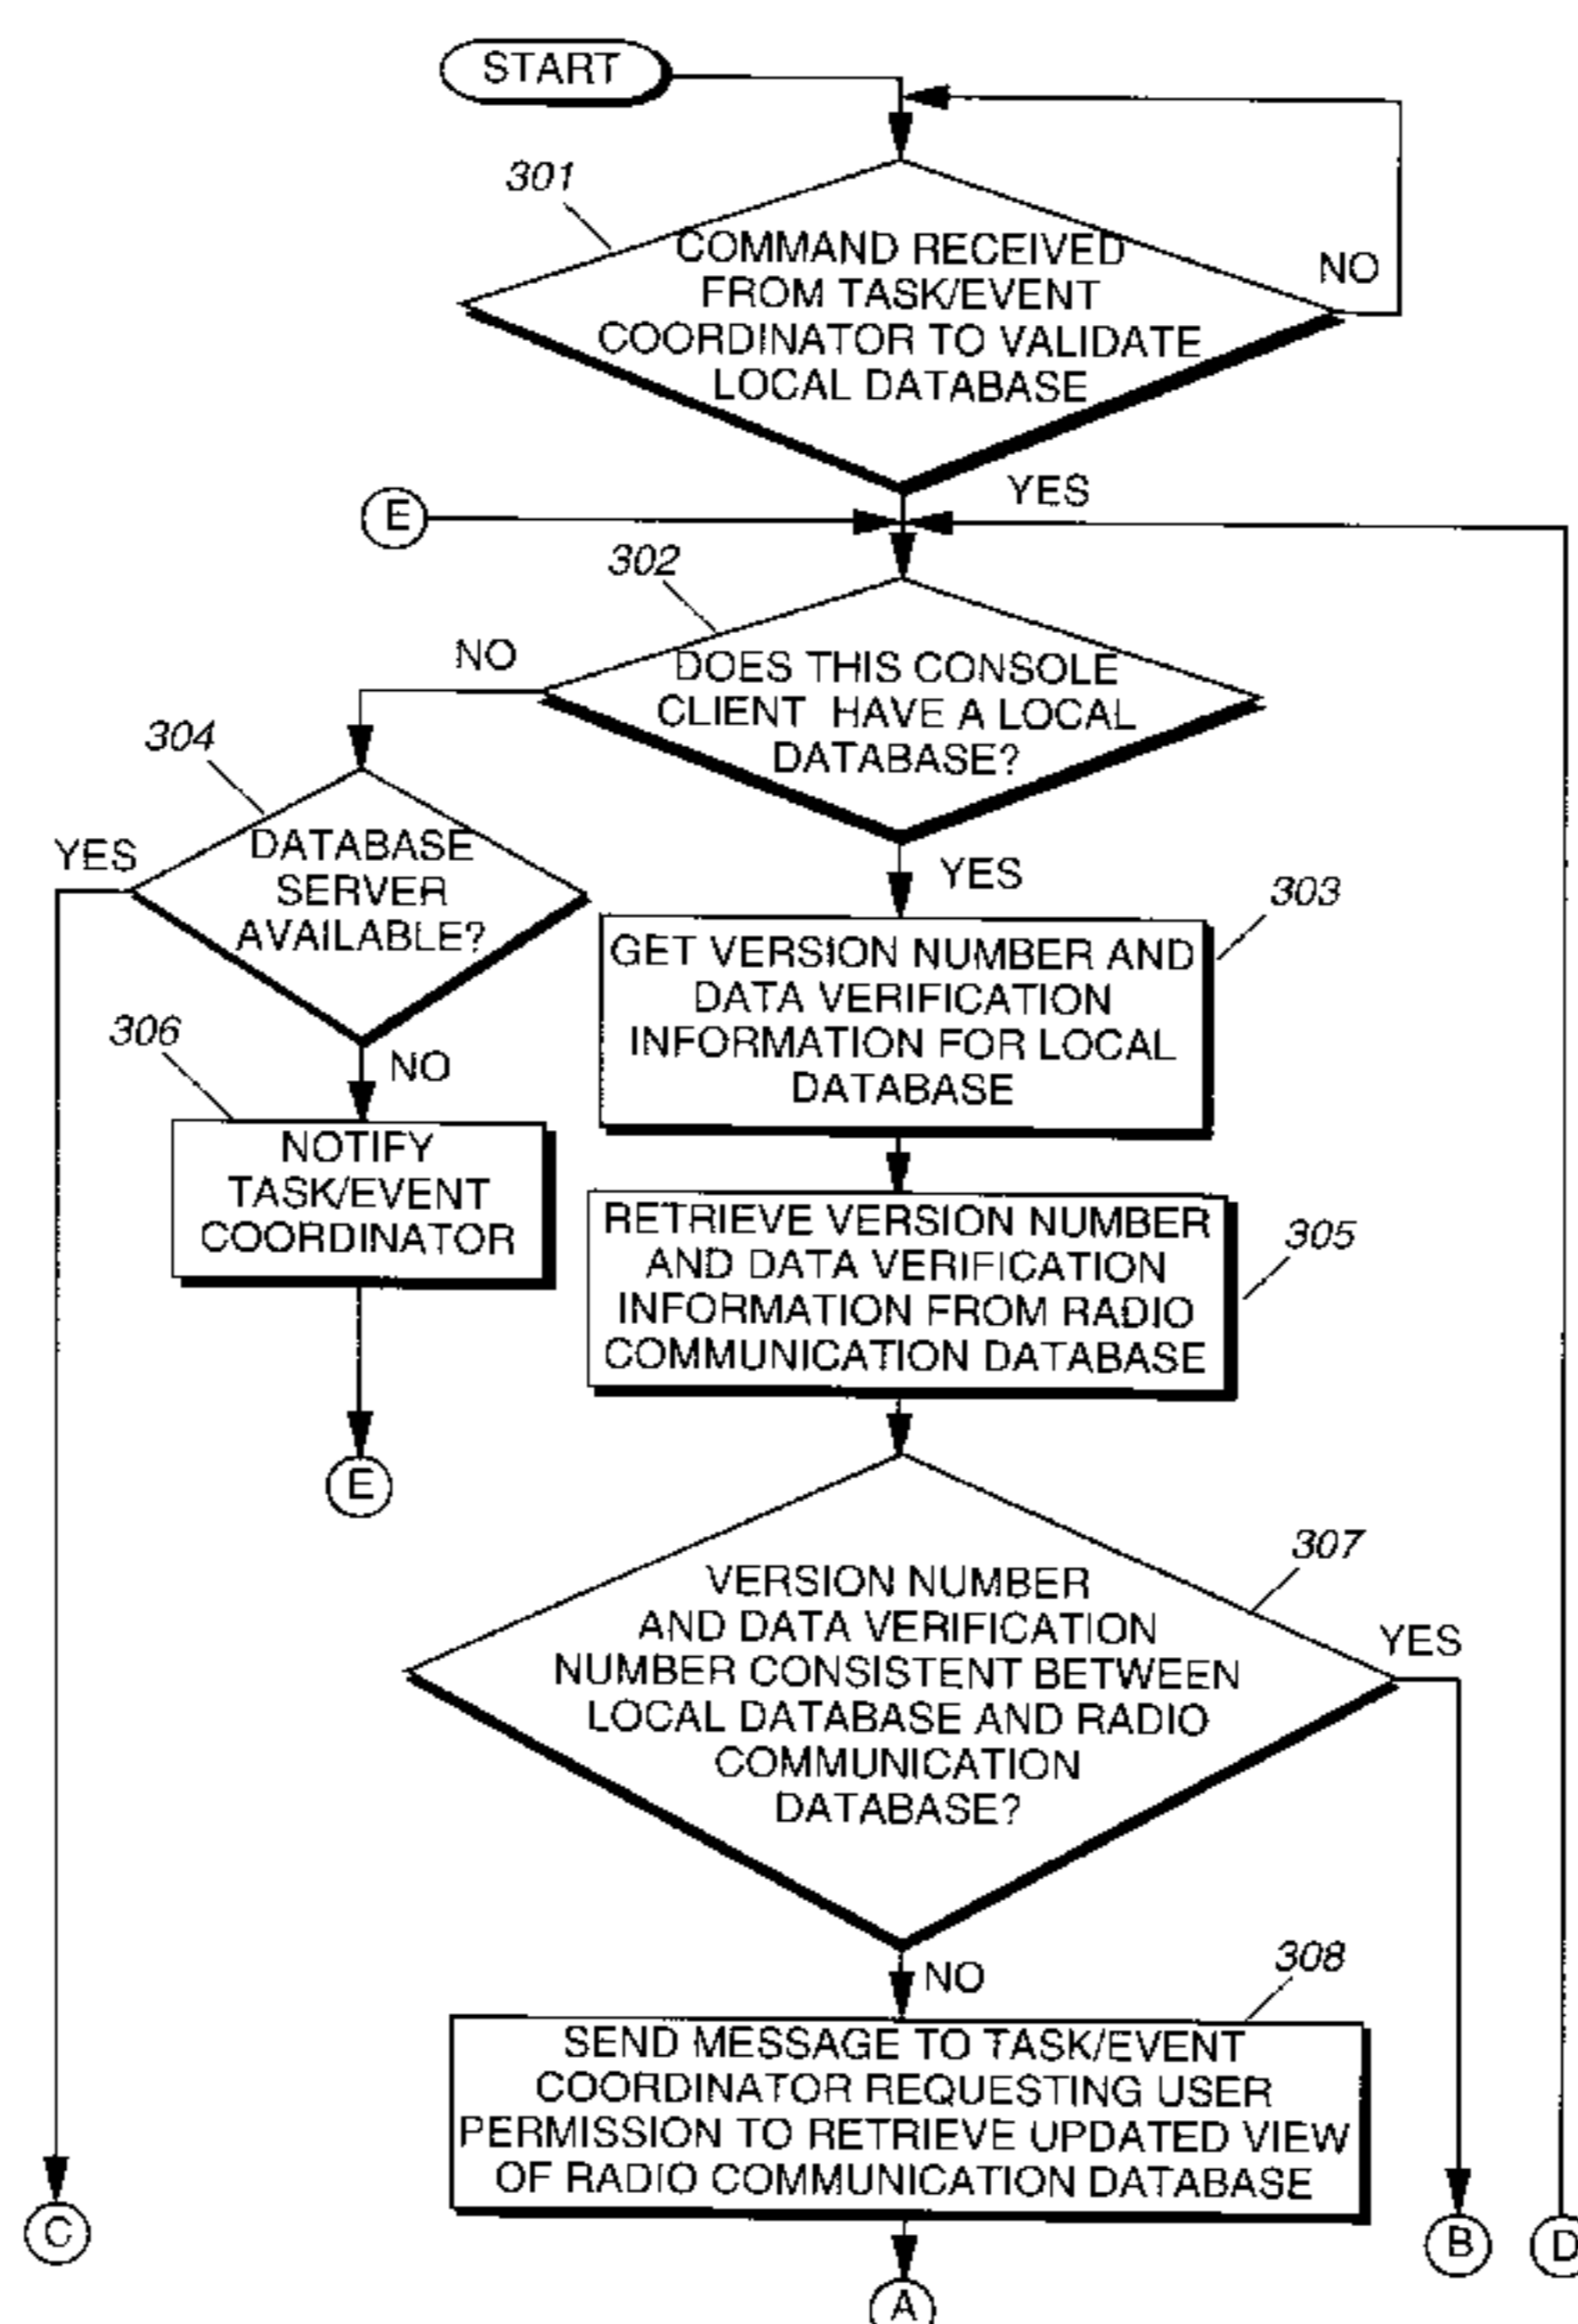 START
301
COMMAND RECEIVED
FROM TASK/EVENT
COORDINATOR TO VALIDATE
LOCAL DATABASE
NO
YES
E
302
DOES THIS CONSOLE
CLIENT HAVE A LOCAL
DATABASE?
NO
YES
304
DATABASE
SERVER
AVAILABLE?
YES
NO
303
GET VERSION NUMBER AND
DATA VERIFICATION
INFORMATION FOR LOCAL
DATABASE
306
NOTIFY
TASK/EVENT
COORDINATOR
E
305
RETRIEVE VERSION NUMBER
AND DATA VERIFICATION
INFORMATION FROM RADIO
COMMUNICATION DATABASE
307
VERSION NUMBER
AND DATA VERIFICATION
NUMBER CONSISTENT BETWEEN
LOCAL DATABASE AND RADIO
COMMUNICATION
DATABASE?
YES
NO
308
SEND MESSAGE TO TASK/EVENT
COORDINATOR REQUESTING USER
PERMISSION TO RETRIEVE UPDATED VIEW
OF RADIO COMMUNICATION DATABASE
C
B
D
A